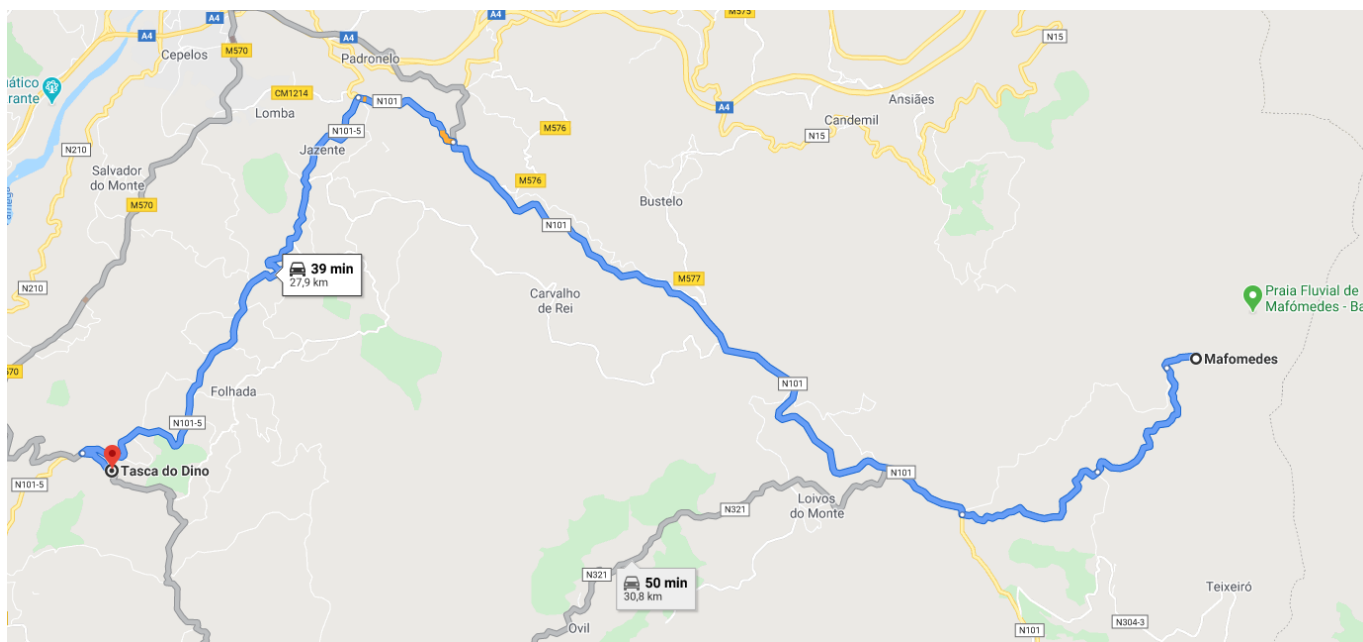 A4
M575
A4
N15
Cepelos
M570
A4
Padronelo
ático
rante
CM1214
N101
A4
Ansiães
Lomba
Candemil
N101-5
M576
N15
N210
Jazente
Salvador
do Monte
M576
M570
Bustelo
N101
39 min
27,9 km
M577
N210
Carvalho
de Rei
Praia Fluvial de
Mafómedes - Ba
Mafomedes
570
N101
Folhada
N101-5
Tasca do Dino
N101-5
N101
Loivos
do Monte
N321
N321
50 min
30,8 km
Teixeiró
N304-3
Ovil
N101